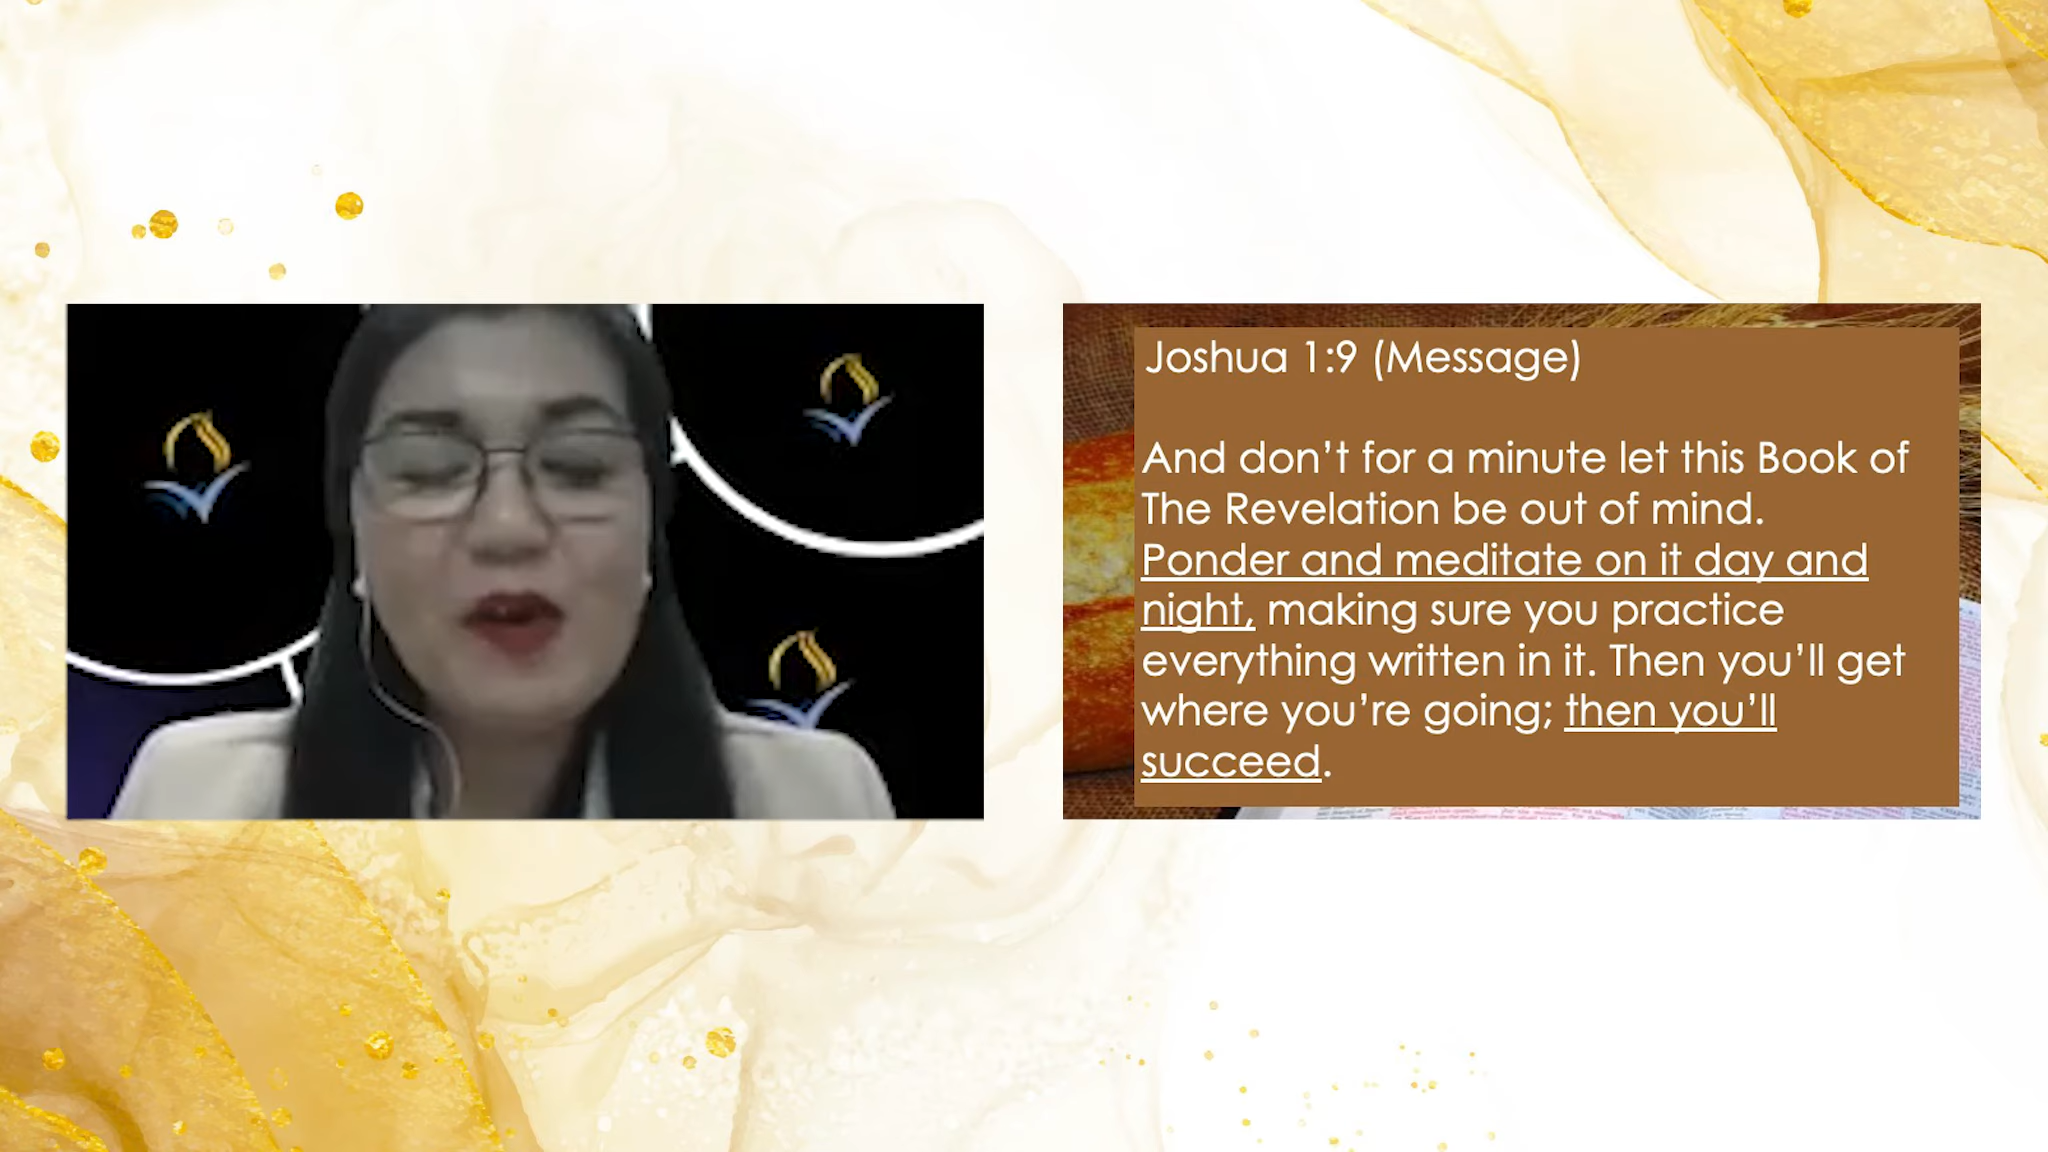 Joshua 1:9 (Message)
And don’t for a minute let this Book of
The Revelation be out of mind.
Ponder and meditate on it day and
night, making sure you practice
everything written in it. Then you’ll get
where you’re going; then you’ll
succeed.